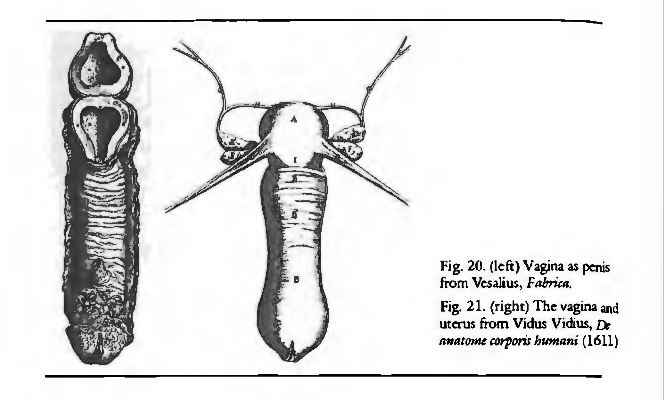 Fig. 20. (left) Vagina as penis
from Vesalius, Fabrica.
Fig. 21. (right) The vagina and
uterus from Vidus Vidius, De
anatome corporis humani (1611)
A
B